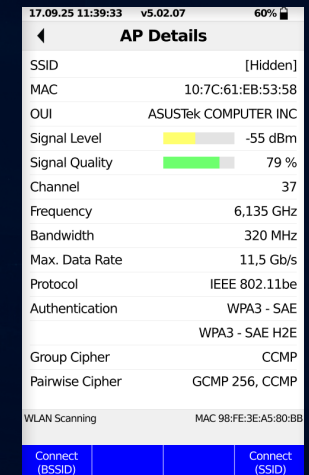 17.09.25 11:39:33 v5.02.07 60%
AP Details
SSID [Hidden]
MAC 10:7C:61:EB:53:58
OUI ASUSTek COMPUTER INC
Signal Level -55 dBm
Signal Quality 79 %
Channel 37
Frequency 6,135 GHz
Bandwidth 320 MHz
Max. Data Rate 11,5 Gb/s
Protocol IEEE 802.11be
Authentication WPA3 - SAE
WPA3 - SAE H2E
Group Cipher CCMP
Pairwise Cipher GCMP 256, CCMP
WLAN Scanning MAC 98:FE:3E:A5:80:BB
Connect Connect
(BSSID) (SSID)